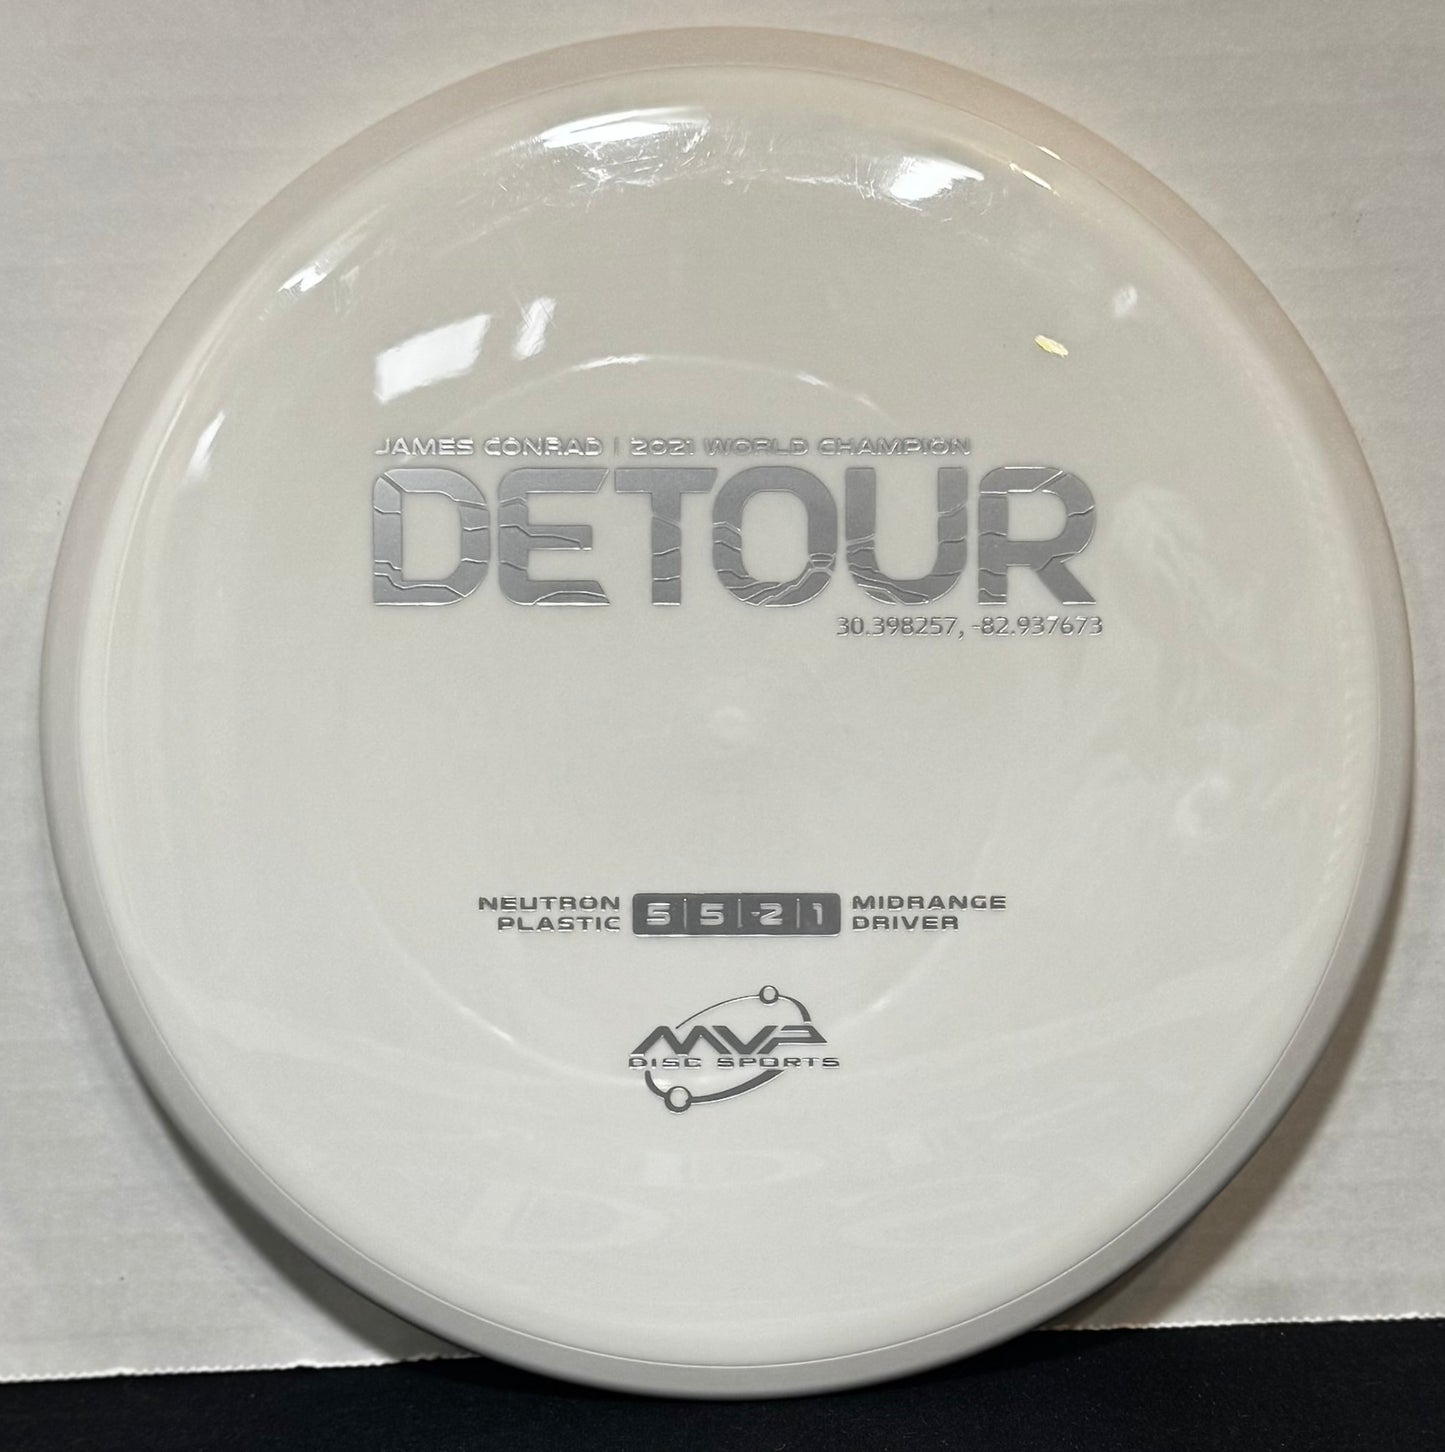 JAMES CONRAD | 2021 WORLD CHAMPION
DETOUR
30.398257, -82.937673
NEUTRON PLASTIC
5 | 5 | -2 | 1
MIDRANGE DRIVER
MVP
DISC SPORTS